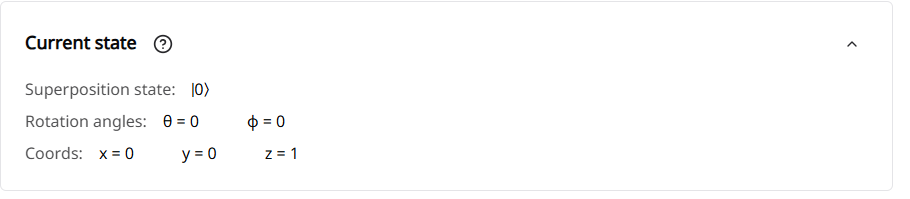 Current state ?
Superposition state: |0⟩
Rotation angles: θ = 0 ϕ = 0
Coords: x = 0 y = 0 z = 1